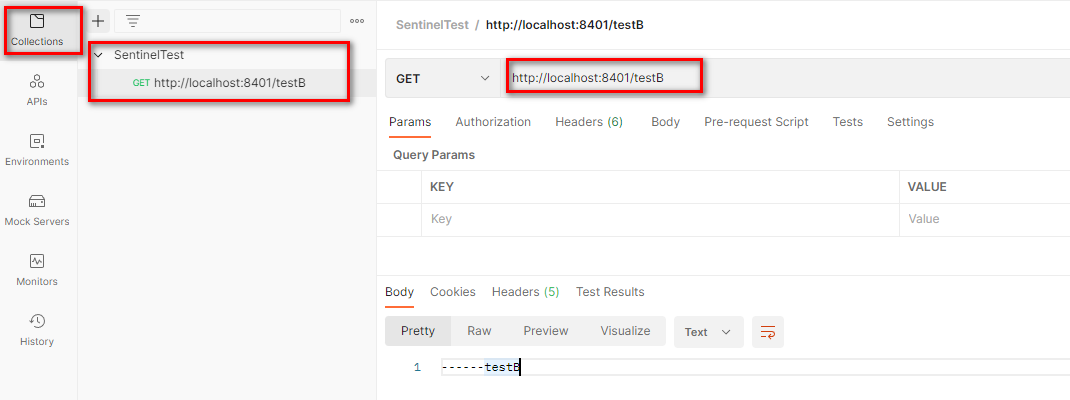 Collections
APIs
Environments
Mock Servers
Monitors
History
SentinelTest
GET http://localhost:8401/testB
SentinelTest / http://localhost:8401/testB
GET http://localhost:8401/testB
Params Authorization Headers (6) Body Pre-request Script Tests Settings
Query Params
KEY VALUE
Key Value
Body Cookies Headers (5) Test Results
Pretty Raw Preview Visualize Text
1 ------testB